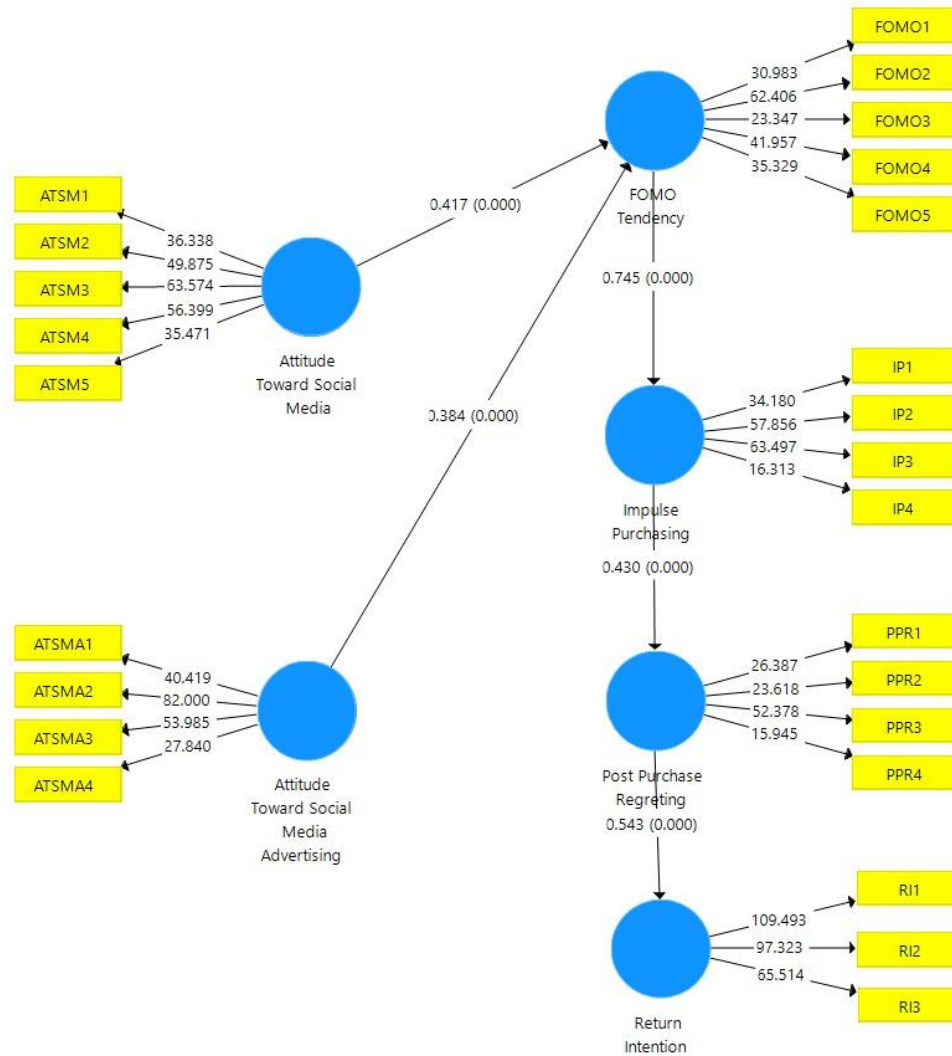 FOMO1
FOMO2
FOMO3
FOMO4
FOMO5
30.983
62.406
23.347
41.957
35.329
FOMO
Tendency
ATSM1
ATSM2
ATSM3
ATSM4
ATSM5
36.338
49.875
63.574
56.399
35.471
Attitude
Toward Social
Media
0.417 (0.000)
0.745 (0.000)
0.384 (0.000)
IP1
IP2
IP3
IP4
34.180
57.856
63.497
16.313
Impulse
Purchasing
0.430 (0.000)
ATSMA1
ATSMA2
ATSMA3
ATSMA4
40.419
82.000
53.985
27.840
Attitude
Toward Social
Media
Advertising
PPR1
PPR2
PPR3
PPR4
26.387
23.618
52.378
15.945
Post Purchase
Regreting
0.543 (0.000)
RI1
RI2
RI3
109.493
97.323
65.514
Return
Intention